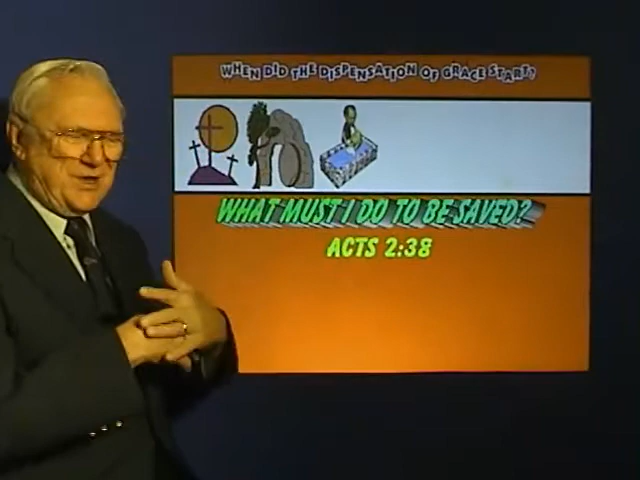 WHEN DID THE DISPENSATION OF GRACE START?
WHAT MUST I DO TO BE SAVED?
ACTS 2:38